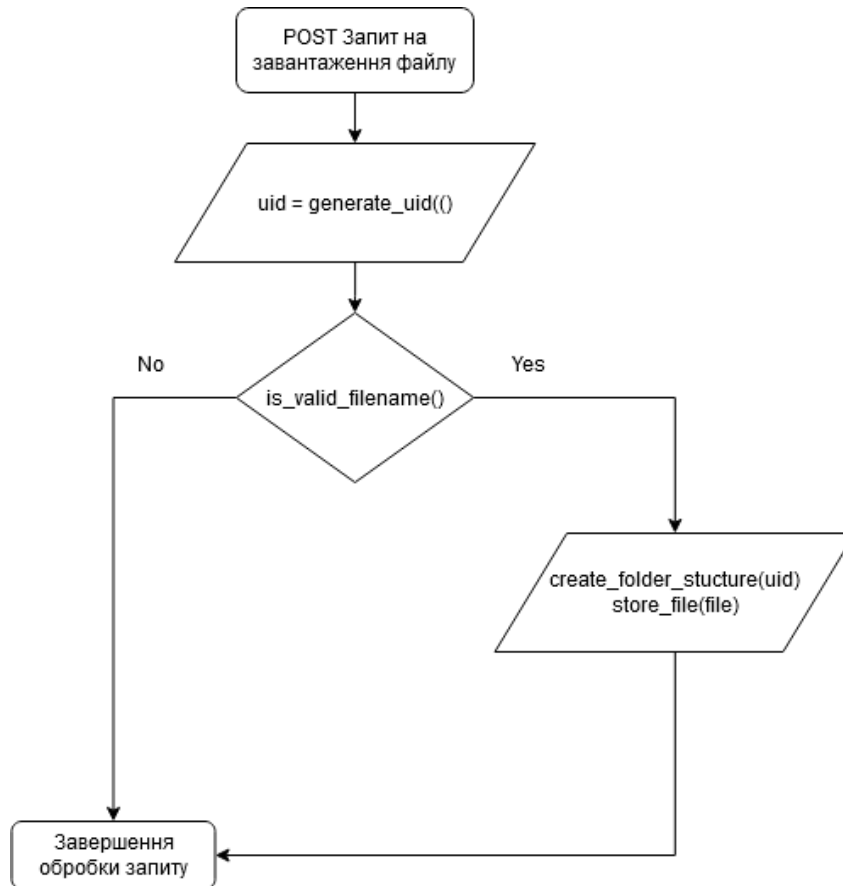 POST Запит на
завантаження файлу
uid = generate_uid(()
No
Yes
is_valid_filename()
create_folder_stucture(uid)
store_file(file)
Завершення
обробки запиту